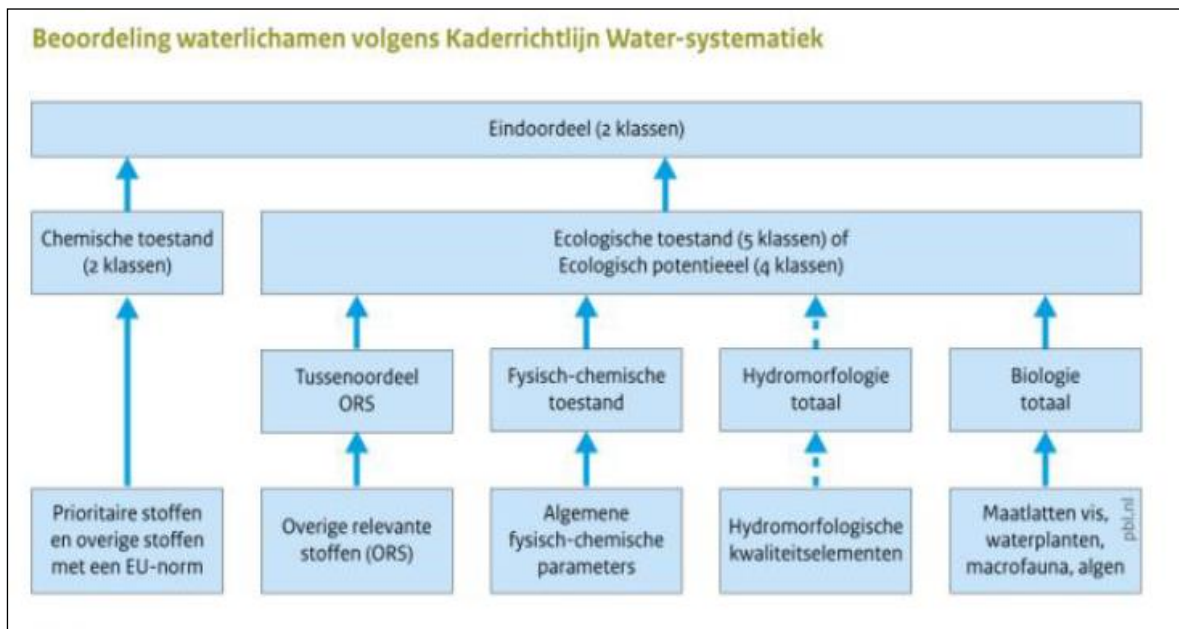 Beoordeling waterlichamen volgens Kaderrichtlijn Water-systematiek
Eindoordeel (2 klassen)
Chemische toestand
(2 klassen)
Ecologische toestand (5 klassen) of
Ecologisch potentieeel (4 klassen)
Tussenoordeel
ORS
Fysisch-chemische
toestand
Hydromorfologie
totaal
Biologie
totaal
Prioritaire stoffen
en overige stoffen
met een EU-norm
Overige relevante
stoffen (ORS)
Algemene
fysisch-chemische
parameters
Hydromorfologische
kwaliteitselementen
Maatlatten vis,
waterplanten,
macrofauna, algen
pbl.nl